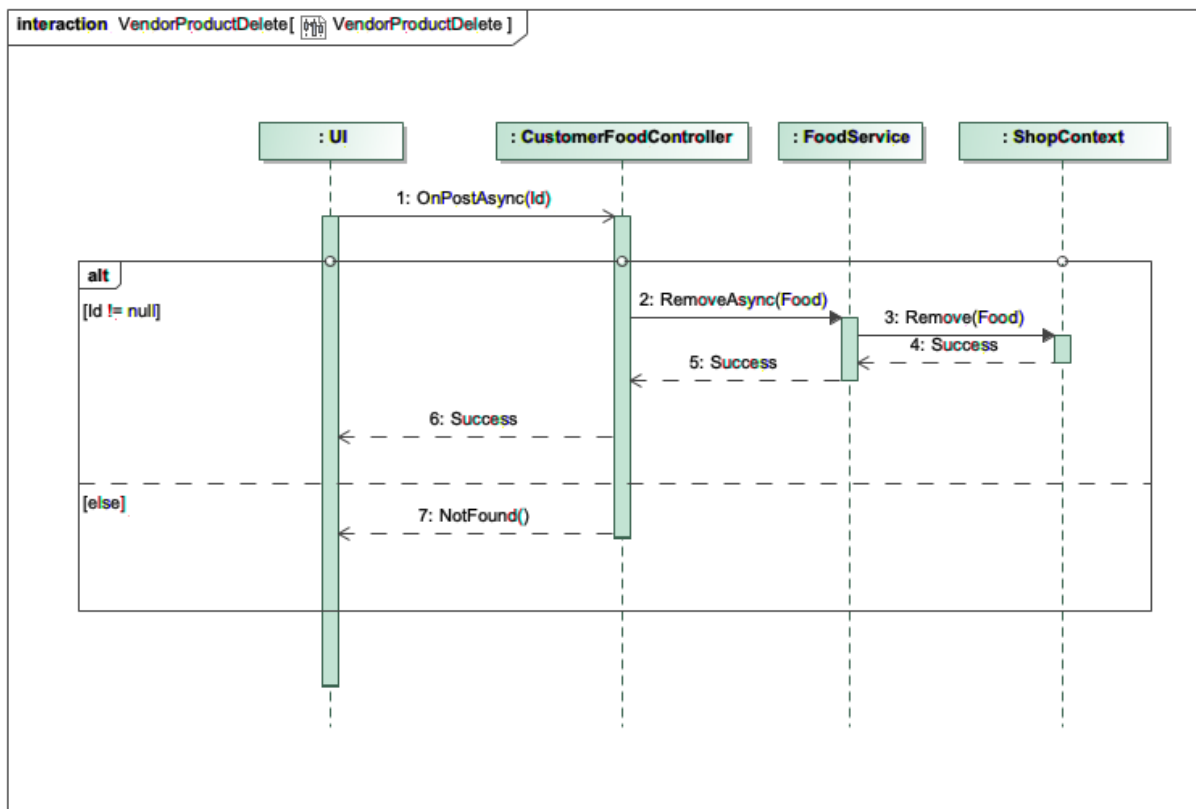 interaction VendorProductDelete[ VendorProductDelete ]
: UI
: CustomerFoodController
: FoodService
: ShopContext
1: OnPostAsync(Id)
alt
[Id != null]
2: RemoveAsync(Food)
3: Remove(Food)
4: Success
5: Success
6: Success
[else]
7: NotFound()